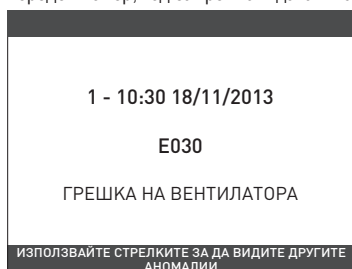 1 - 10:30 18/11/2013
E030
ГРЕШКА НА ВЕНТИЛАТОРА
ИЗПОЛЗВАЙТЕ СТРЕЛКИТЕ ЗА ДА ВИДИТЕ ДРУГИТЕ
АНОМАЛИИ